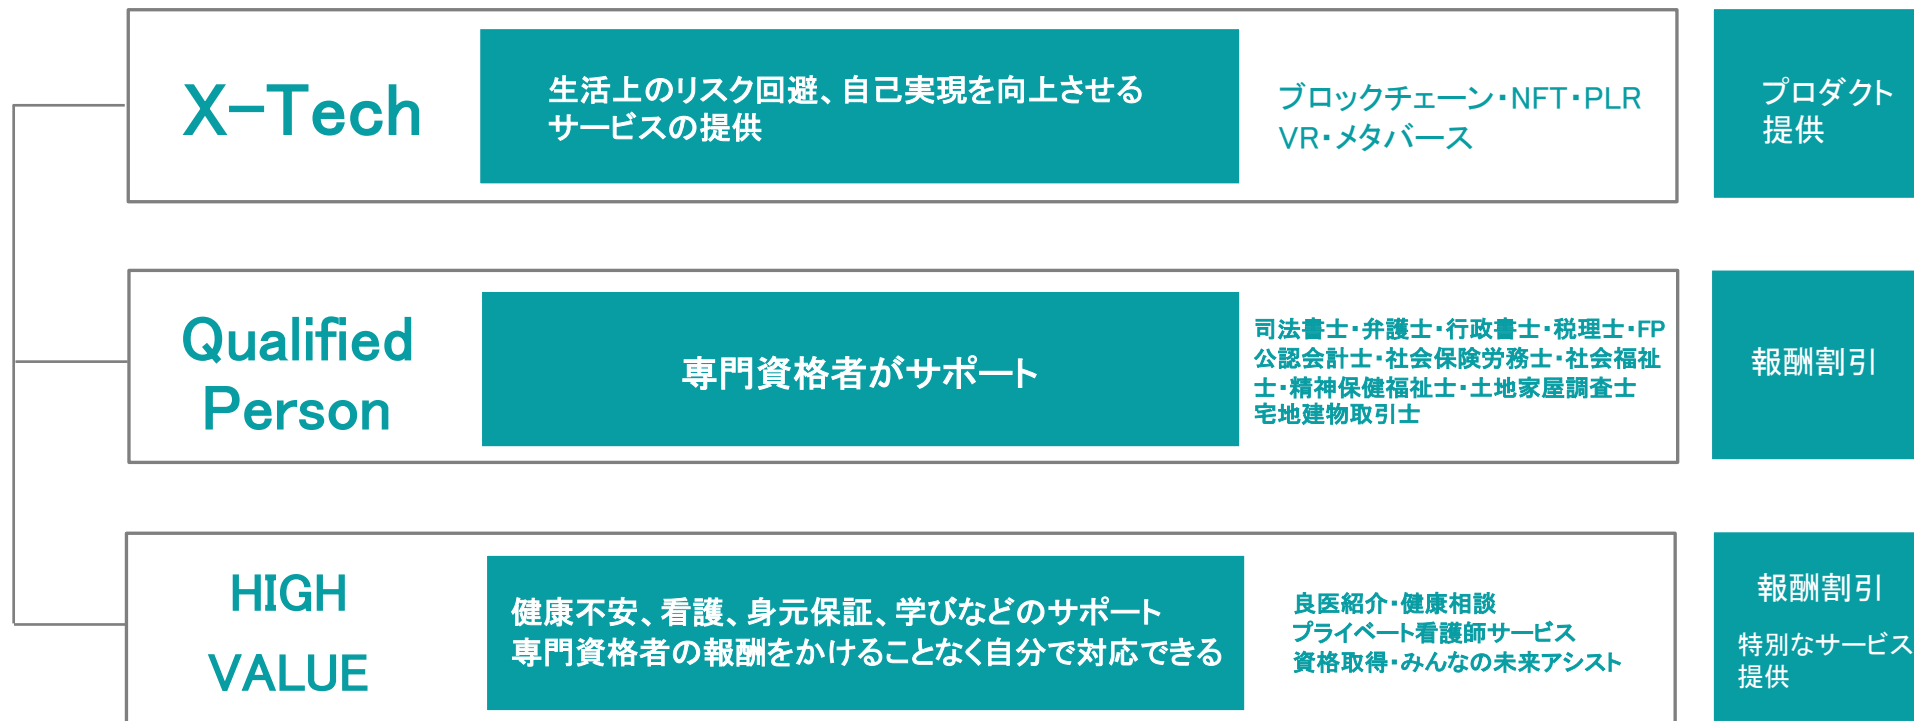 X-Tech
生活上のリスク回避、自己実現を向上させる
サービスの提供
ブロックチェーン・NFT・PLR
VR・メタバース
プロダクト
提供
Qualified
Person
専門資格者がサポート
司法書士・弁護士・行政書士・税理士・FP
公認会計士・社会保険労務士・社会福祉
士・精神保健福祉士・土地家屋調査士
宅地建物取引士
報酬割引
HIGH
VALUE
健康不安、看護、身元保証、学びなどのサポート
専門資格者の報酬をかけることなく自分で対応できる
良医紹介・健康相談
プライベート看護師サービス
資格取得・みんなの未来アシスト
報酬割引
特別なサービス
提供